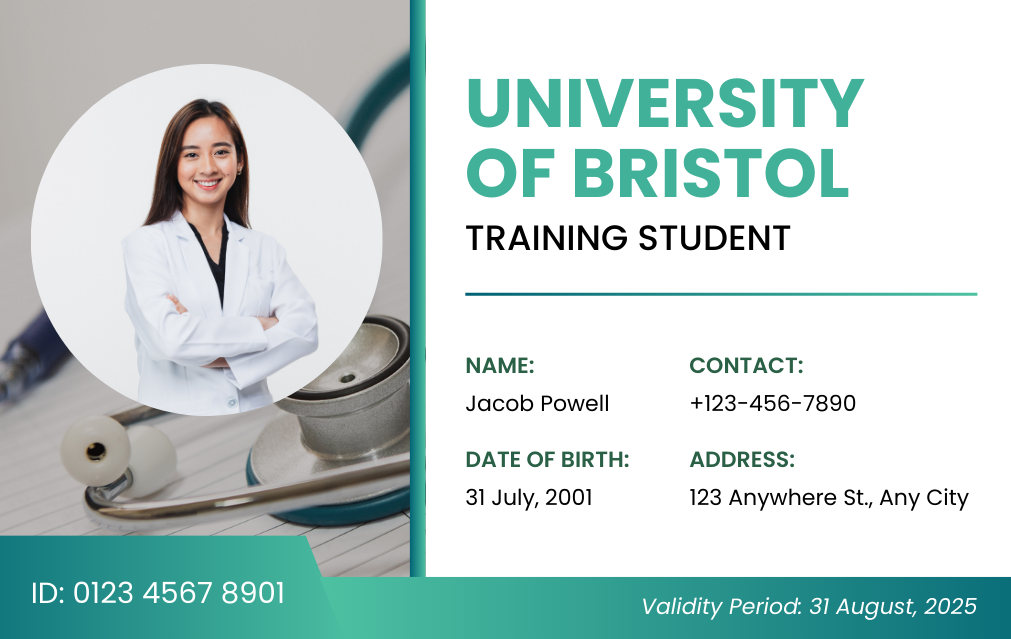 UNIVERSITY
OF BRISTOL
TRAINING STUDENT
NAME:
Jacob Powell
CONTACT:
+123-456-7890
DATE OF BIRTH:
31 July, 2001
ADDRESS:
123 Anywhere St., Any City
ID: 0123 4567 8901
Validity Period: 31 August, 2025